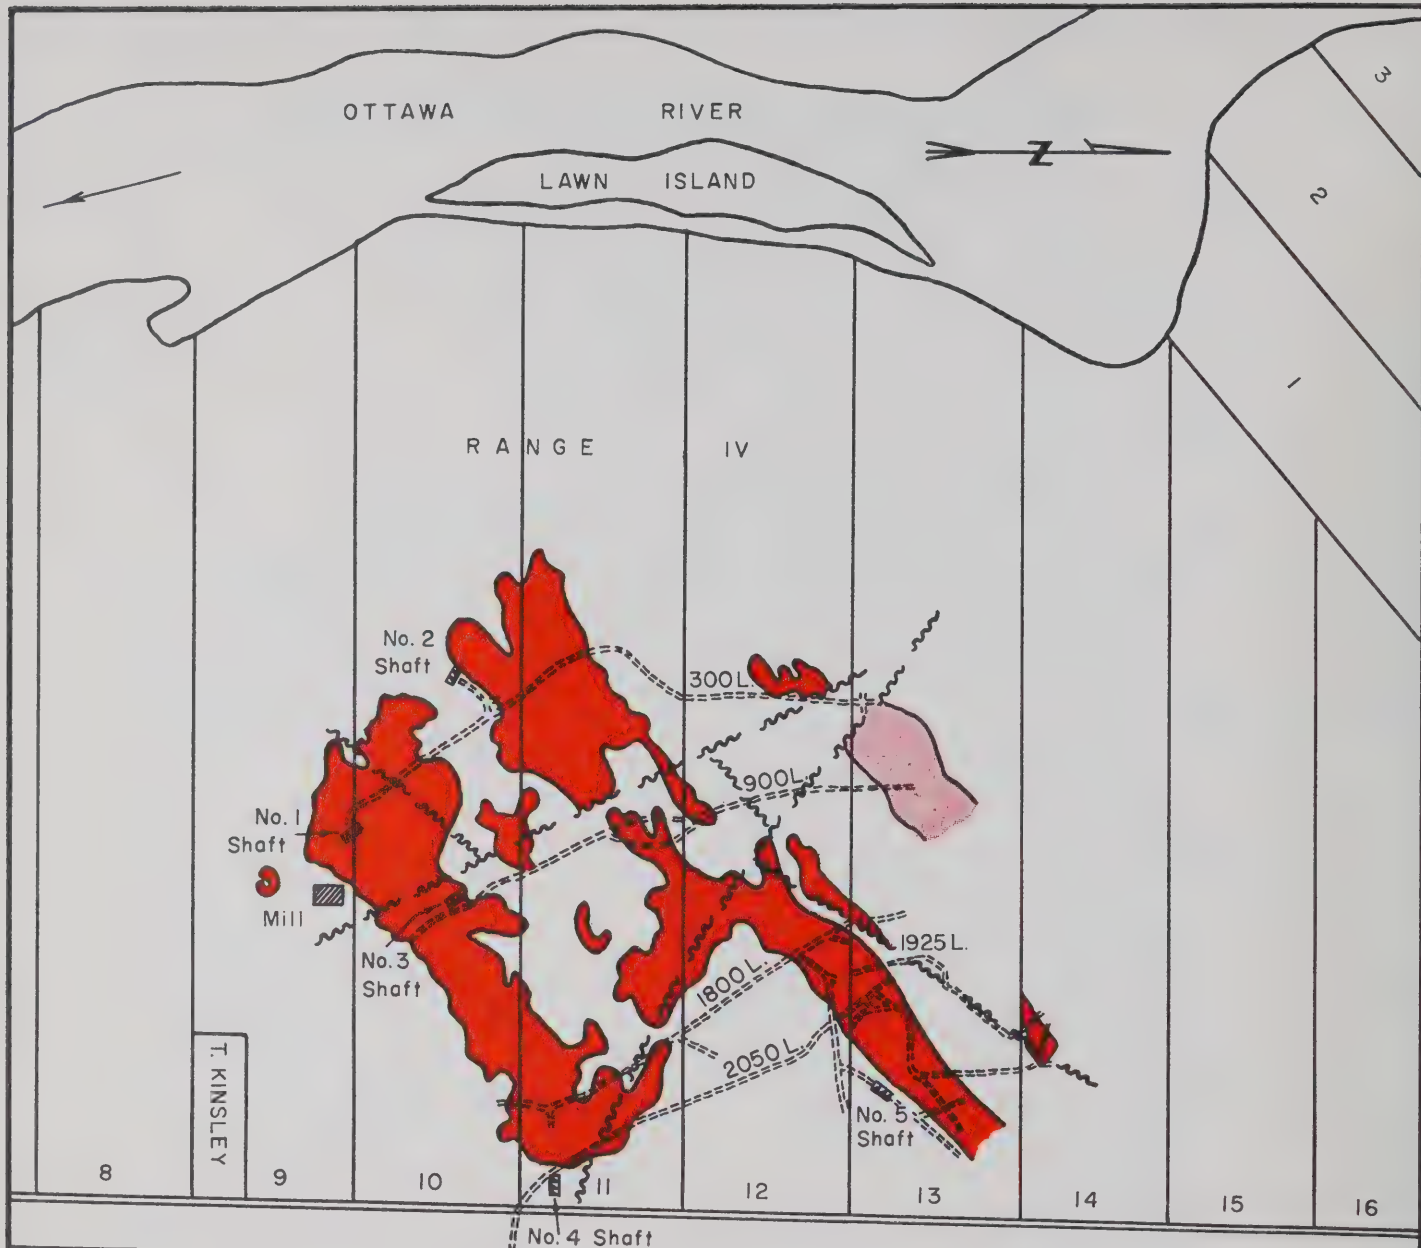 3
OTTAWA RIVER
Z
LAWN ISLAND
2
1
RANGE IV
No. 2
Shaft
300 L.
900 L.
No. 1
Shaft
Mill
No. 3
Shaft
1925 L.
1800 L.
2050 L.
No. 5
Shaft
T. KINSLEY
8
9
10
11
12
13
14
15
16
No. 4 Shaft